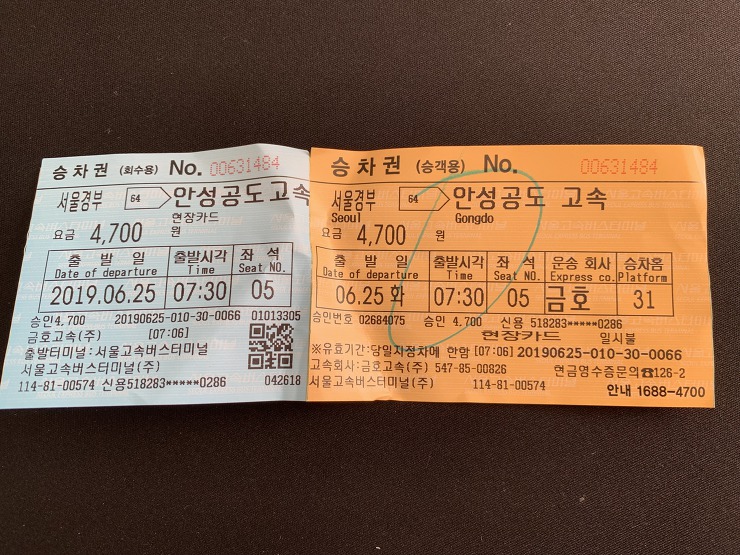 승차권 (회수용) No. 00631484
서울경부 64 안성공도고속
현장카드
요금 4,700 원
출발일 출발시각 좌석
Date of departure Time Seat NO.
2019.06.25 07:30 05
승인4,700 20190625-010-30-0066 01013305
금호고속(주) [07:06]
출발터미널:서울고속버스터미널
서울고속버스터미널(주)
114-81-00574 신용518283*****0286 042618
승차권 (승객용) No. 00631484
서울경부 64 안성공도 고속
Seoul Gongdo
요금 4,700 원
출발일 출발시각 좌석 운송 회사 승차홈
Date of departure Time Seat NO. Express co. Platform
06.25 화 07:30 05 금호 31
승인번호 02684075 승인 4,700 신용 518283*****0286
현장카드 일시불
※유효기간:당일지정차에 한함 [07:06] 20190625-010-30-0066
고속회사:금호고속(주) 547-85-00826 현금영수증문의☎126-2
서울고속버스터미널(주) 114-81-00574 안내 1688-4700